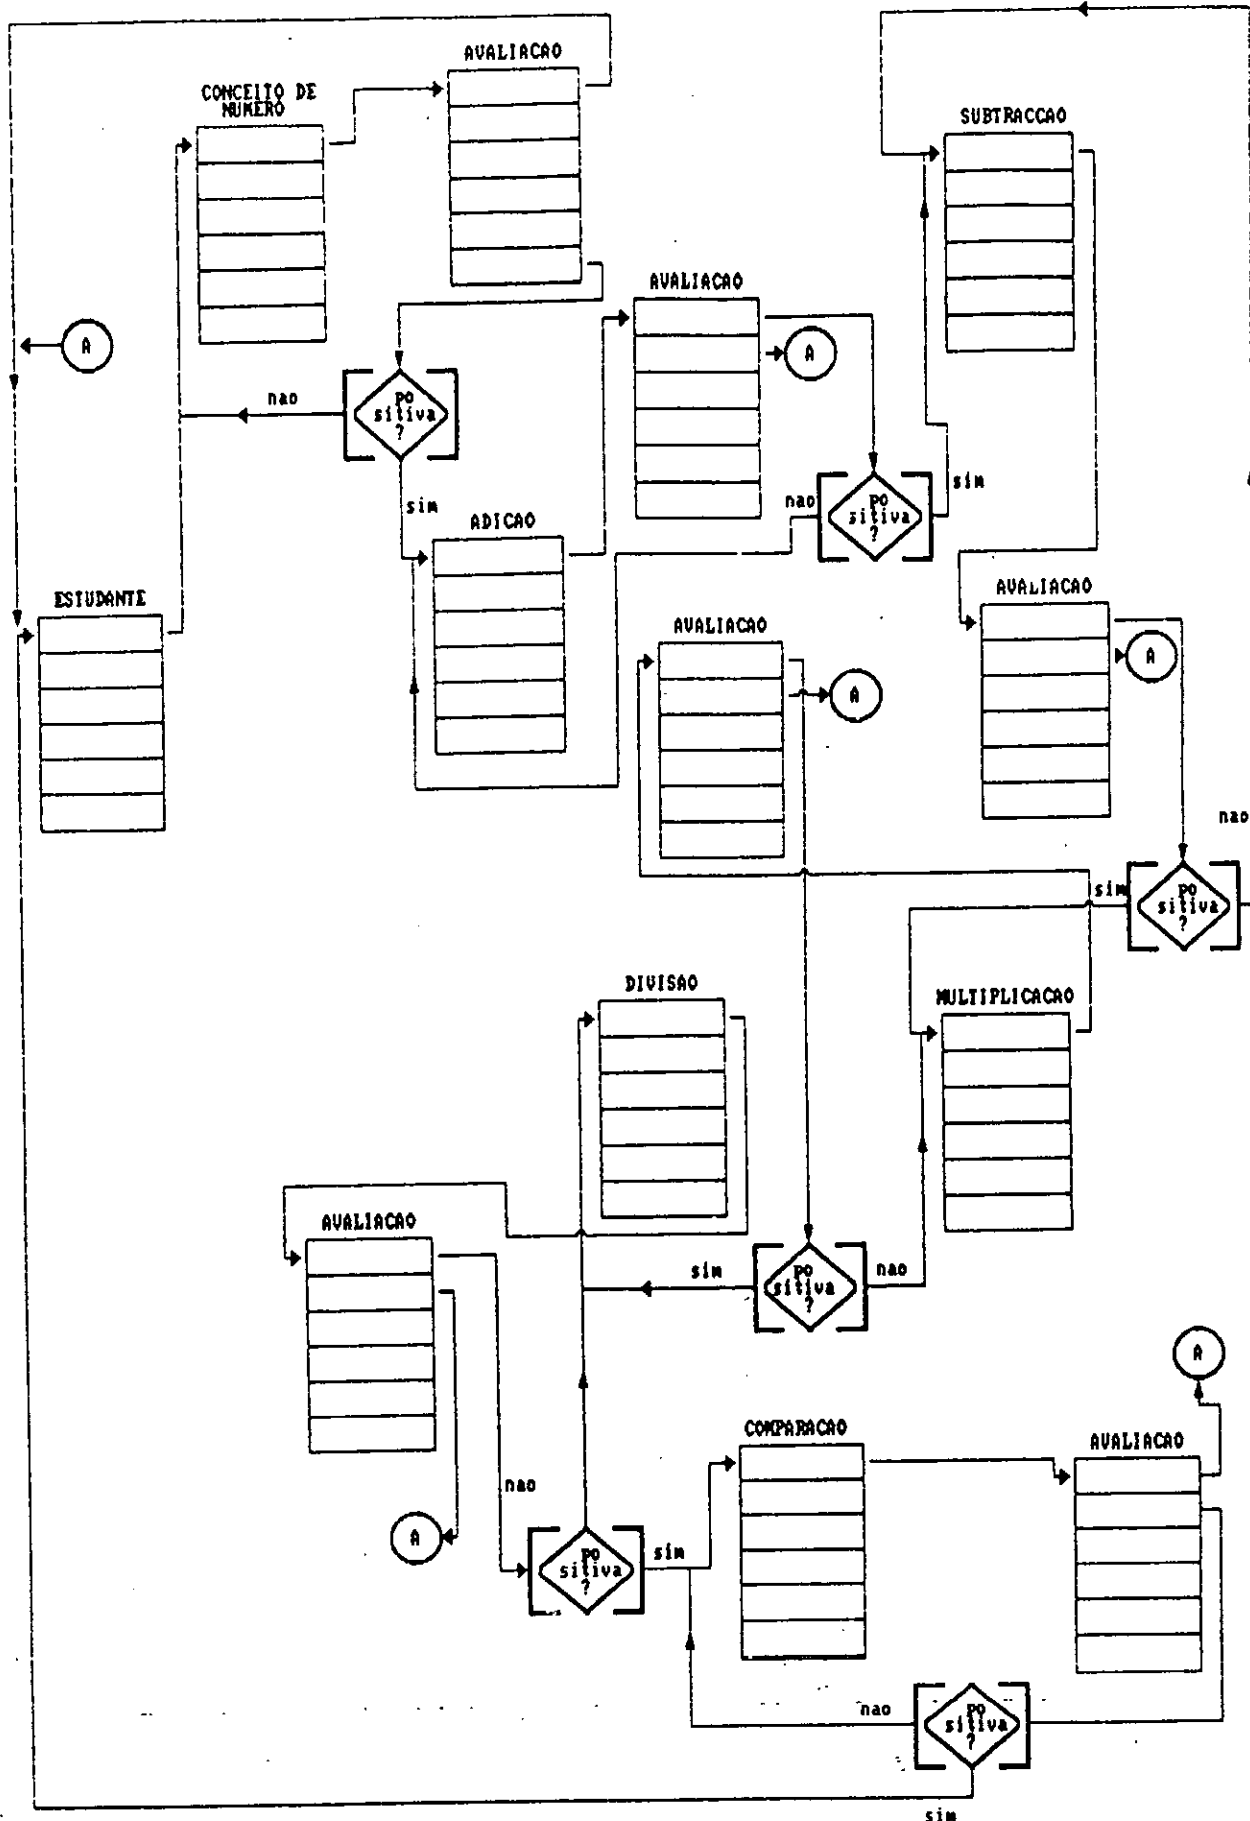 AVALIACAO
CONCEITO DE
NUMERO
SUBTRACCAO
AVALIACAO
A
A
nao
po
sitiva
?
sim
nao
po
sitiva
?
sim
ADICAO
AVALIACAO
ESTUDANTE
AVALIACAO
A
A
nao
sim
po
sitiva
?
DIVISAO
MULTIPLICACAO
AVALIACAO
sim
po
sitiva
?
nao
A
COMPARACAO
AVALIACAO
nao
A
sim
po
sitiva
?
nao
po
sitiva
?
sim